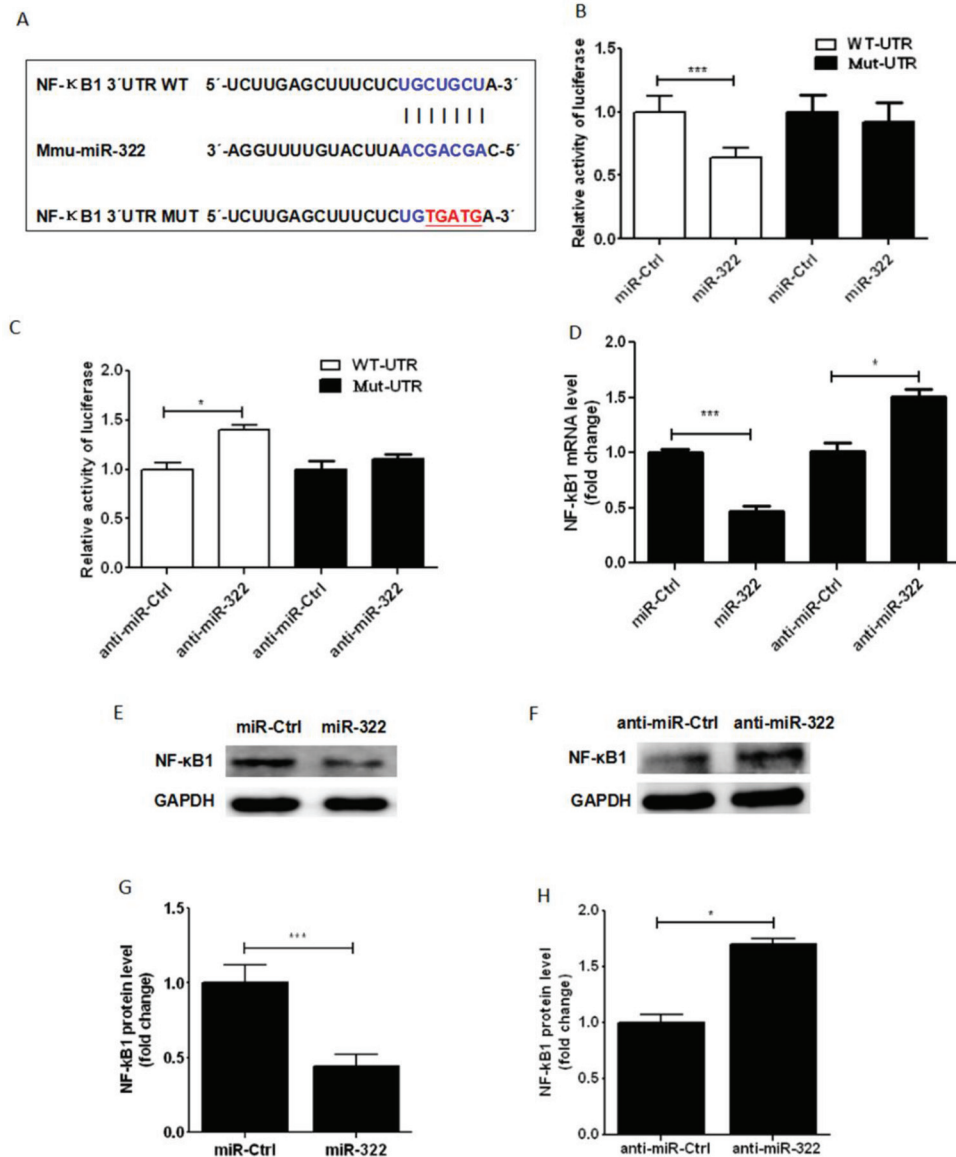 A
NF-κB1 3´UTR WT 5´-UCUUGAGCUUUCUCUGCUGCUA-3´
Mmu-miR-322 3´-AGGUUUUGUACUUAACGACGAC-5´
NF-κB1 3´UTR MUT 5´-UCUUGAGCUUUCUCUGTGATGA-3´
B
Relative activity of luciferase
1.5
1.0
0.5
0.0
WT-UTR
Mut-UTR
***
miR-Ctrl
miR-322
miR-Ctrl
miR-322
C
Relative activity of luciferase
2.0
1.5
1.0
0.0
WT-UTR
Mut-UTR
*
anti-miR-Ctrl
anti-miR-322
anti-miR-Ctrl
anti-miR-322
D
NF-kB1 mRNA level
(fold change)
2.0
1.5
1.0
0.5
0.0
***
*
miR-Ctrl
miR-322
anti-miR-Ctrl
anti-miR-322
E
miR-Ctrl miR-322
NF-κB1
GAPDH
F
anti-miR-Ctrl anti-miR-322
NF-κB1
GAPDH
G
NF-kB1 protein level
(fold change)
1.5
1.0
0.5
0.0
***
miR-Ctrl miR-322
H
NF-kB1 protein level
(fold change)
2.0
1.5
1.0
0.0
*
anti-miR-Ctrl anti-miR-322